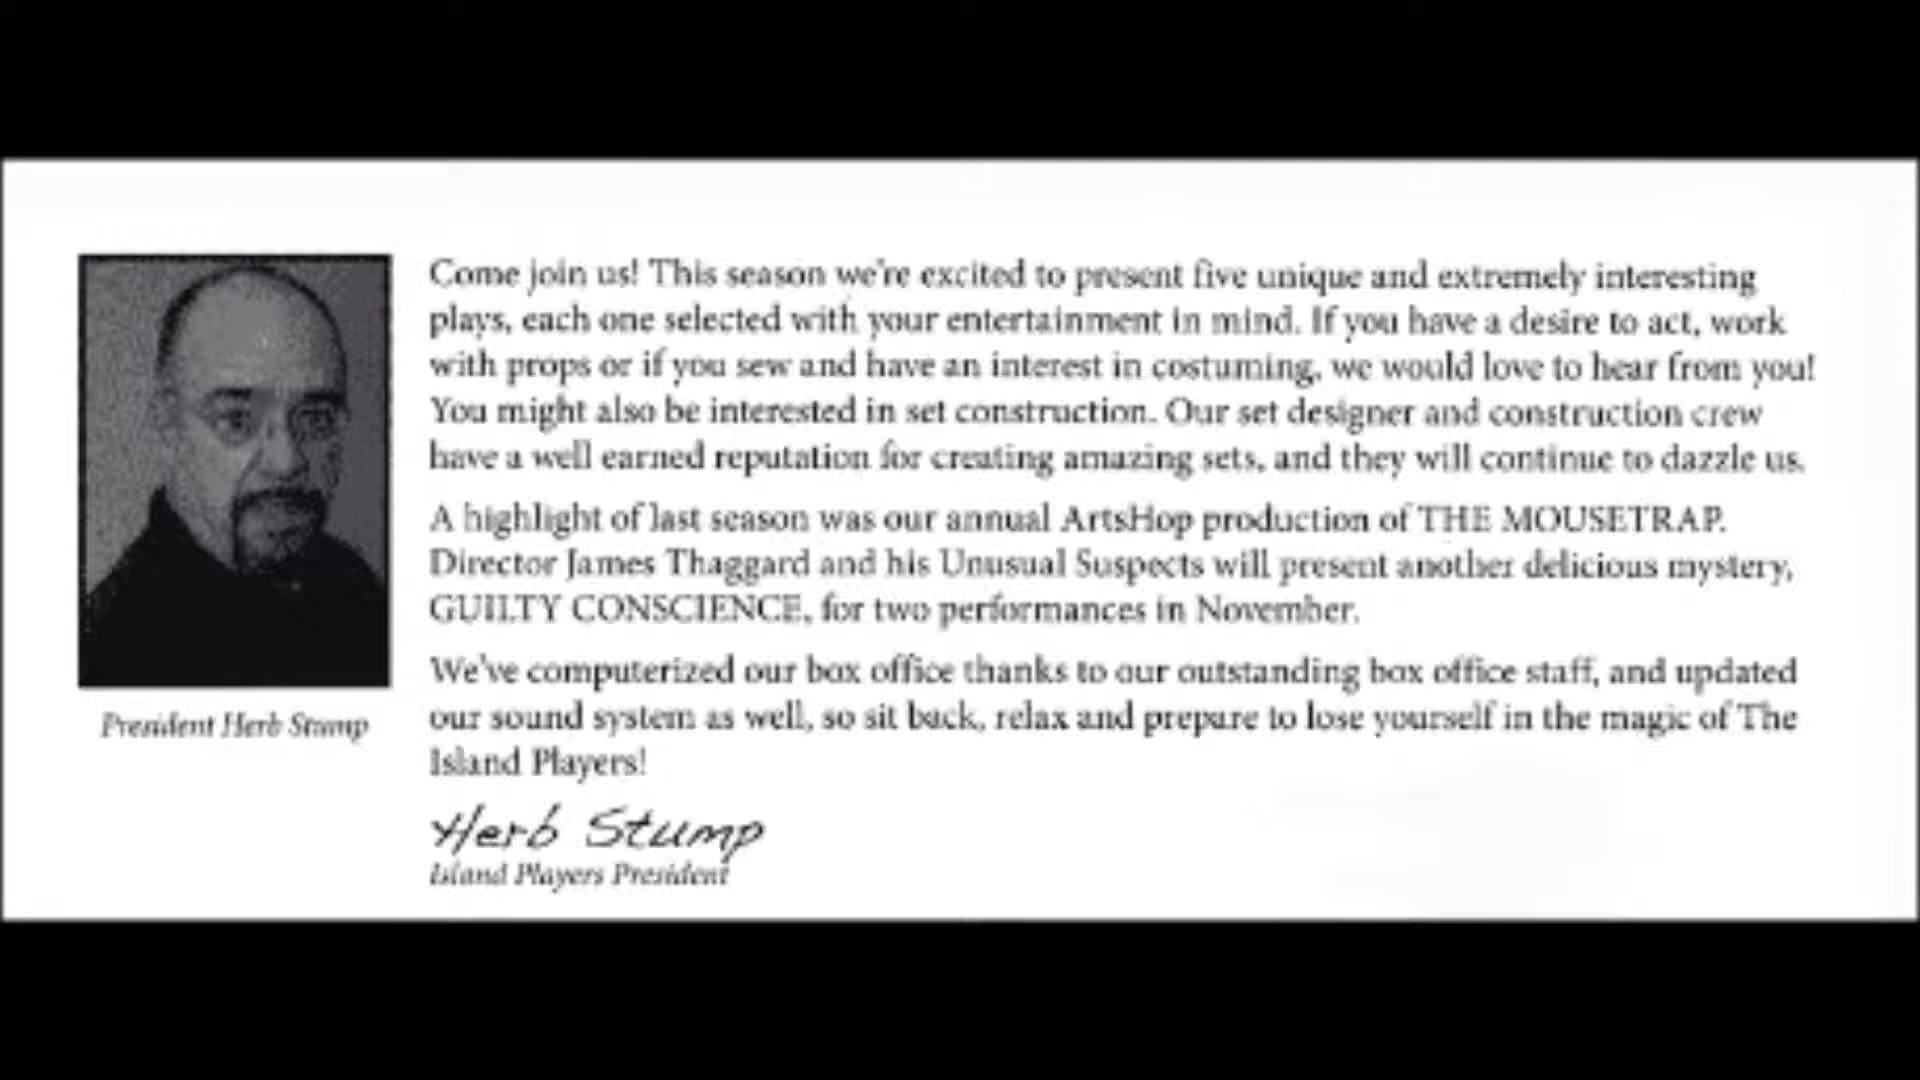 Come join us! This season we're excited to present five unique and extremely interesting
plays, each one selected with your entertainment in mind. If you have a desire to act, work
with props or if you sew and have an interest in costuming, we would love to hear from you!
You might also be interested in set construction. Our set designer and construction crew
have a well earned reputation for creating amazing sets, and they will continue to dazzle us.
A highlight of last season was our annual ArtsHop production of THE MOUSETRAP.
Director James Thaggard and his Unusual Suspects will present another delicious mystery,
GUILTY CONSCIENCE, for two performances in November.
We've computerized our box office thanks to our outstanding box office staff, and updated
our sound system as well, so sit back, relax and prepare to lose yourself in the magic of The
Island Players!
Herb Stump
Island Players President
President Herb Stump